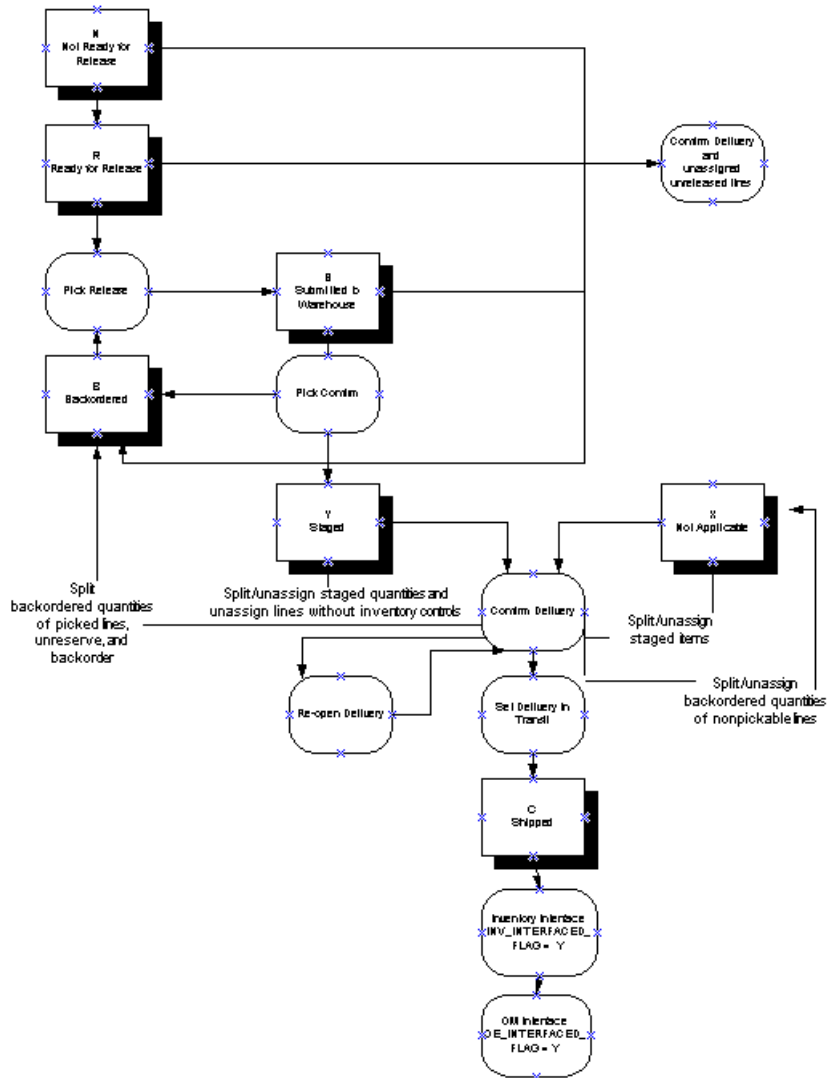 N
Not Ready for
Release
R
Ready for Release
Confirm Delivery
and
unassigned
unreleased lines
Pick Release
S
Submitted to
Warehouse
B
Backordered
Pick Confirm
Y
Staged
X
Not Applicable
Split
backordered quantities
of picked lines,
unreserve, and
backorder
Split/unassign staged quantities and
unassign lines without inventory controls
Confirm Delivery
Split/unassign
staged items
Re-open Delivery
Set Delivery In
Transit
Split/unassign
backordered quantities
of nonpickable lines
C
Shipped
Inventory Interface
INV_INTERFACED_
FLAG = Y
OM Interface
OE_INTERFACED_
FLAG = Y